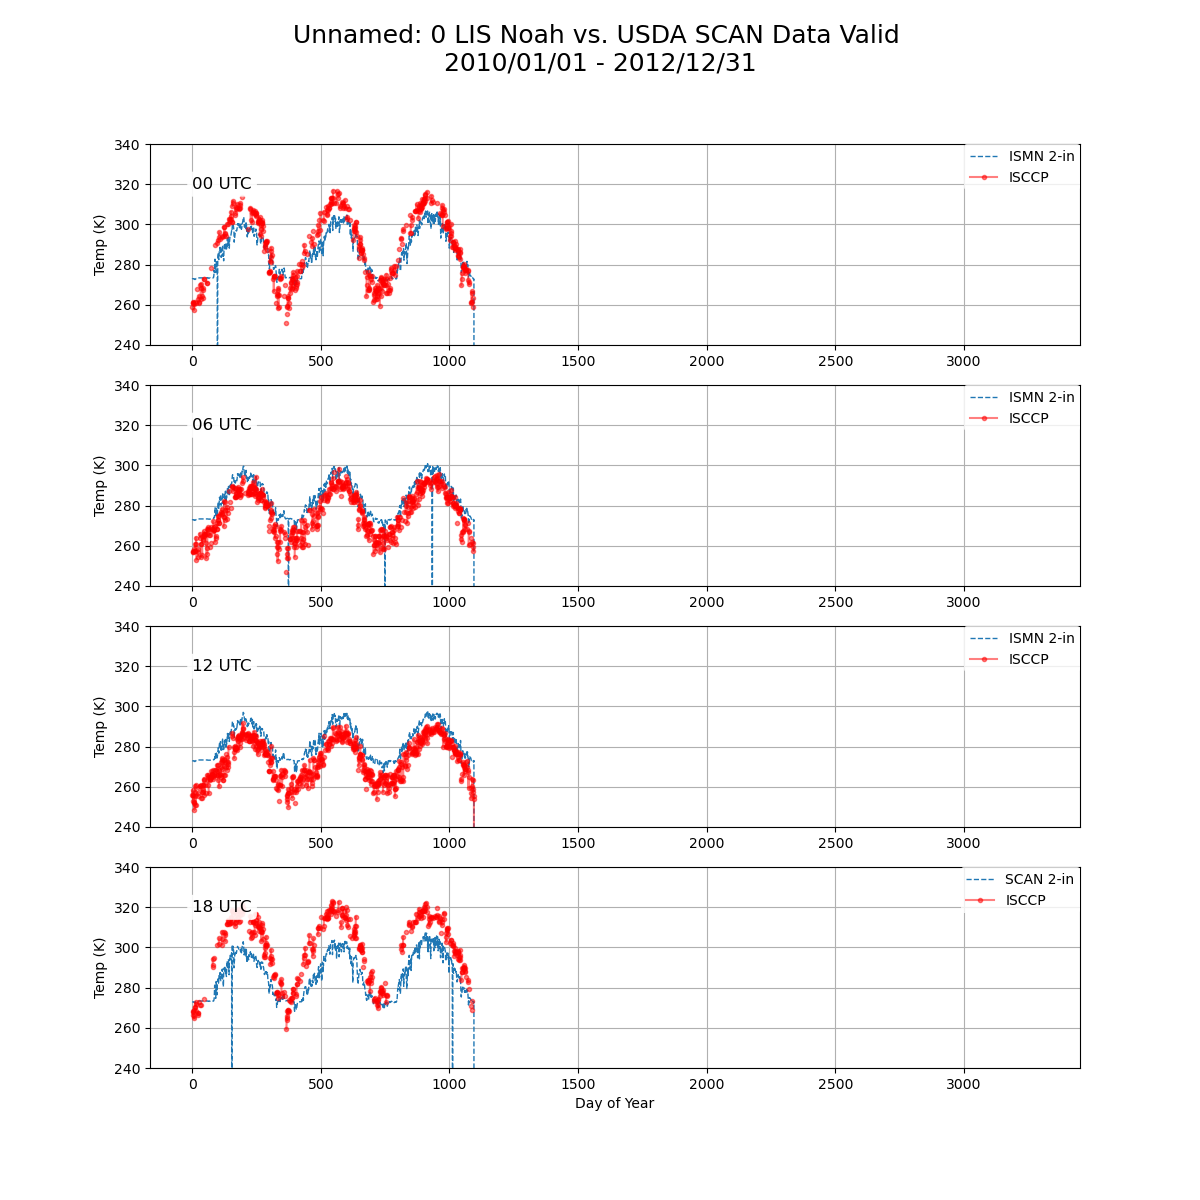 Unnamed: 0 LIS Noah vs. USDA SCAN Data Valid
2010/01/01 - 2012/12/31
340
320
300
280
260
240
Temp (K)
00 UTC
ISMN 2-in
ISCCP
0 500 1000 1500 2000 2500 3000
340
320
300
280
260
240
Temp (K)
06 UTC
ISMN 2-in
ISCCP
0 500 1000 1500 2000 2500 3000
340
320
300
280
260
240
Temp (K)
12 UTC
ISMN 2-in
ISCCP
0 500 1000 1500 2000 2500 3000
340
320
300
280
260
240
Temp (K)
18 UTC
SCAN 2-in
ISCCP
0 500 1000 1500 2000 2500 3000
Day of Year